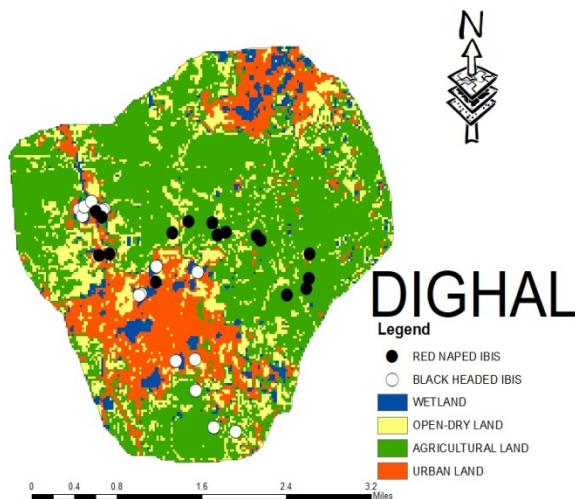 N
DIGHAL
Legend
RED NAPED IBIS
BLACK HEADED IBIS
WETLAND
OPEN-DRY LAND
AGRICULTURAL LAND
URBAN LAND
0 0.4 0.8 1.6 2.4 3.2
Miles